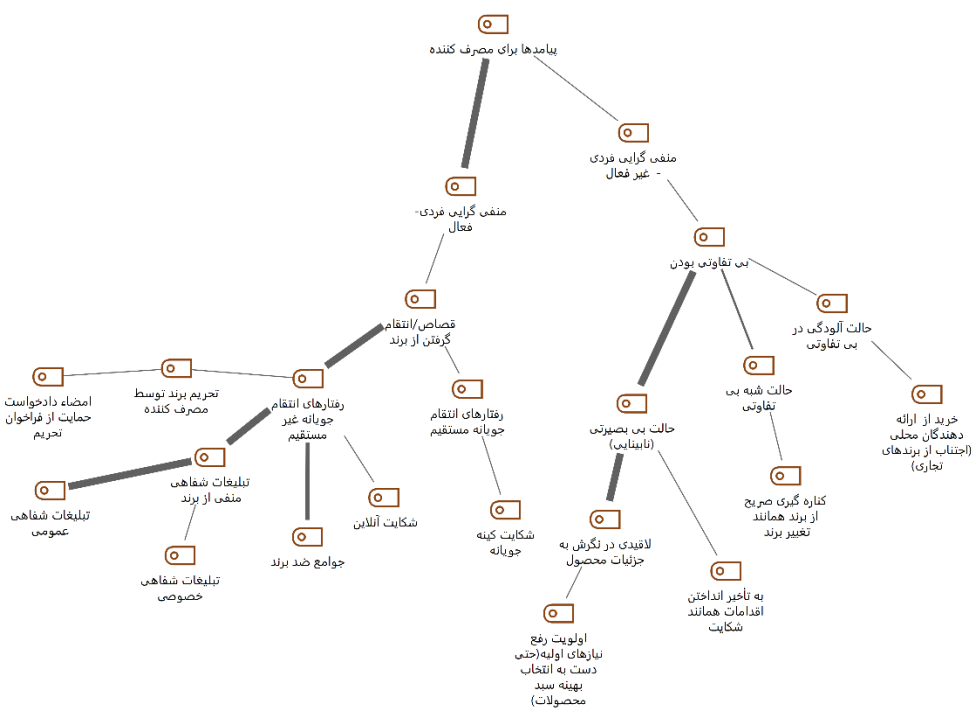 پیامدها برای مصرف کننده
منفی گرایی فردی
- غیر فعال
منفی گرایی فردی-
فعال
بی تفاوتی بودن
قصاص/انتقام
گرفتن از برند
حالت آلودگی در
بی تفاوتی
امضاء دادخواست
حمایت از فراخوان
تحریم
تحریم برند توسط
مصرف کننده
رفتارهای انتقام
جویانه غیر
مستقیم
رفتارهای انتقام
جویانه مستقیم
حالت بی بصیرتی
(نابینایی)
حالت شبه بی
تفاوتی
خرید از ارائه
دهندگان محلی
(اجتناب از برندهای
تجاری)
تبلیغات شفاهی
منفی از برند
تبلیغات شفاهی
عمومی
شکایت آنلاین
شکایت کینه
جویانه
لاقیدی در نگرش به
جزئیات محصول
کناره گیری صریح
از برند همانند
تغییر برند
تبلیغات شفاهی
خصوصی
جوامع ضد برند
به تأخیر انداختن
اقدامات همانند
شکایت
اولویت رفع
نیازهای اولیه(حتی
دست به انتخاب
بهینه سبد
محصولات)